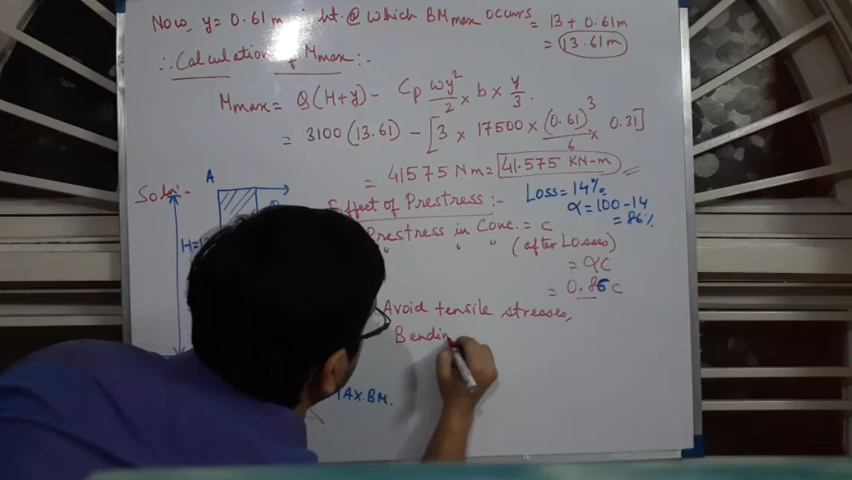 Now, y = 0.61 m ht. @ which BMmax occurs = 13 + 0.61m
= 13.61m
∴ Calculation of Mmax :-
Mmax = Q(H+y) - Cp wy²/2 × b × y/3.
= 3100 (13.61) - [3 × 17500 × (0.61)³/6 × 0.31]
= 41575 Nm = 41.575 KN-m
Soln:-
A
H=1
Effect of Prestress :-
Loss = 14%
α = 100-14
= 86%
Prestress in Conc. = c
" " " (after Losses)
= αc
= 0.86c
Avoid tensile stresses,
Bendin
MAX.BM.